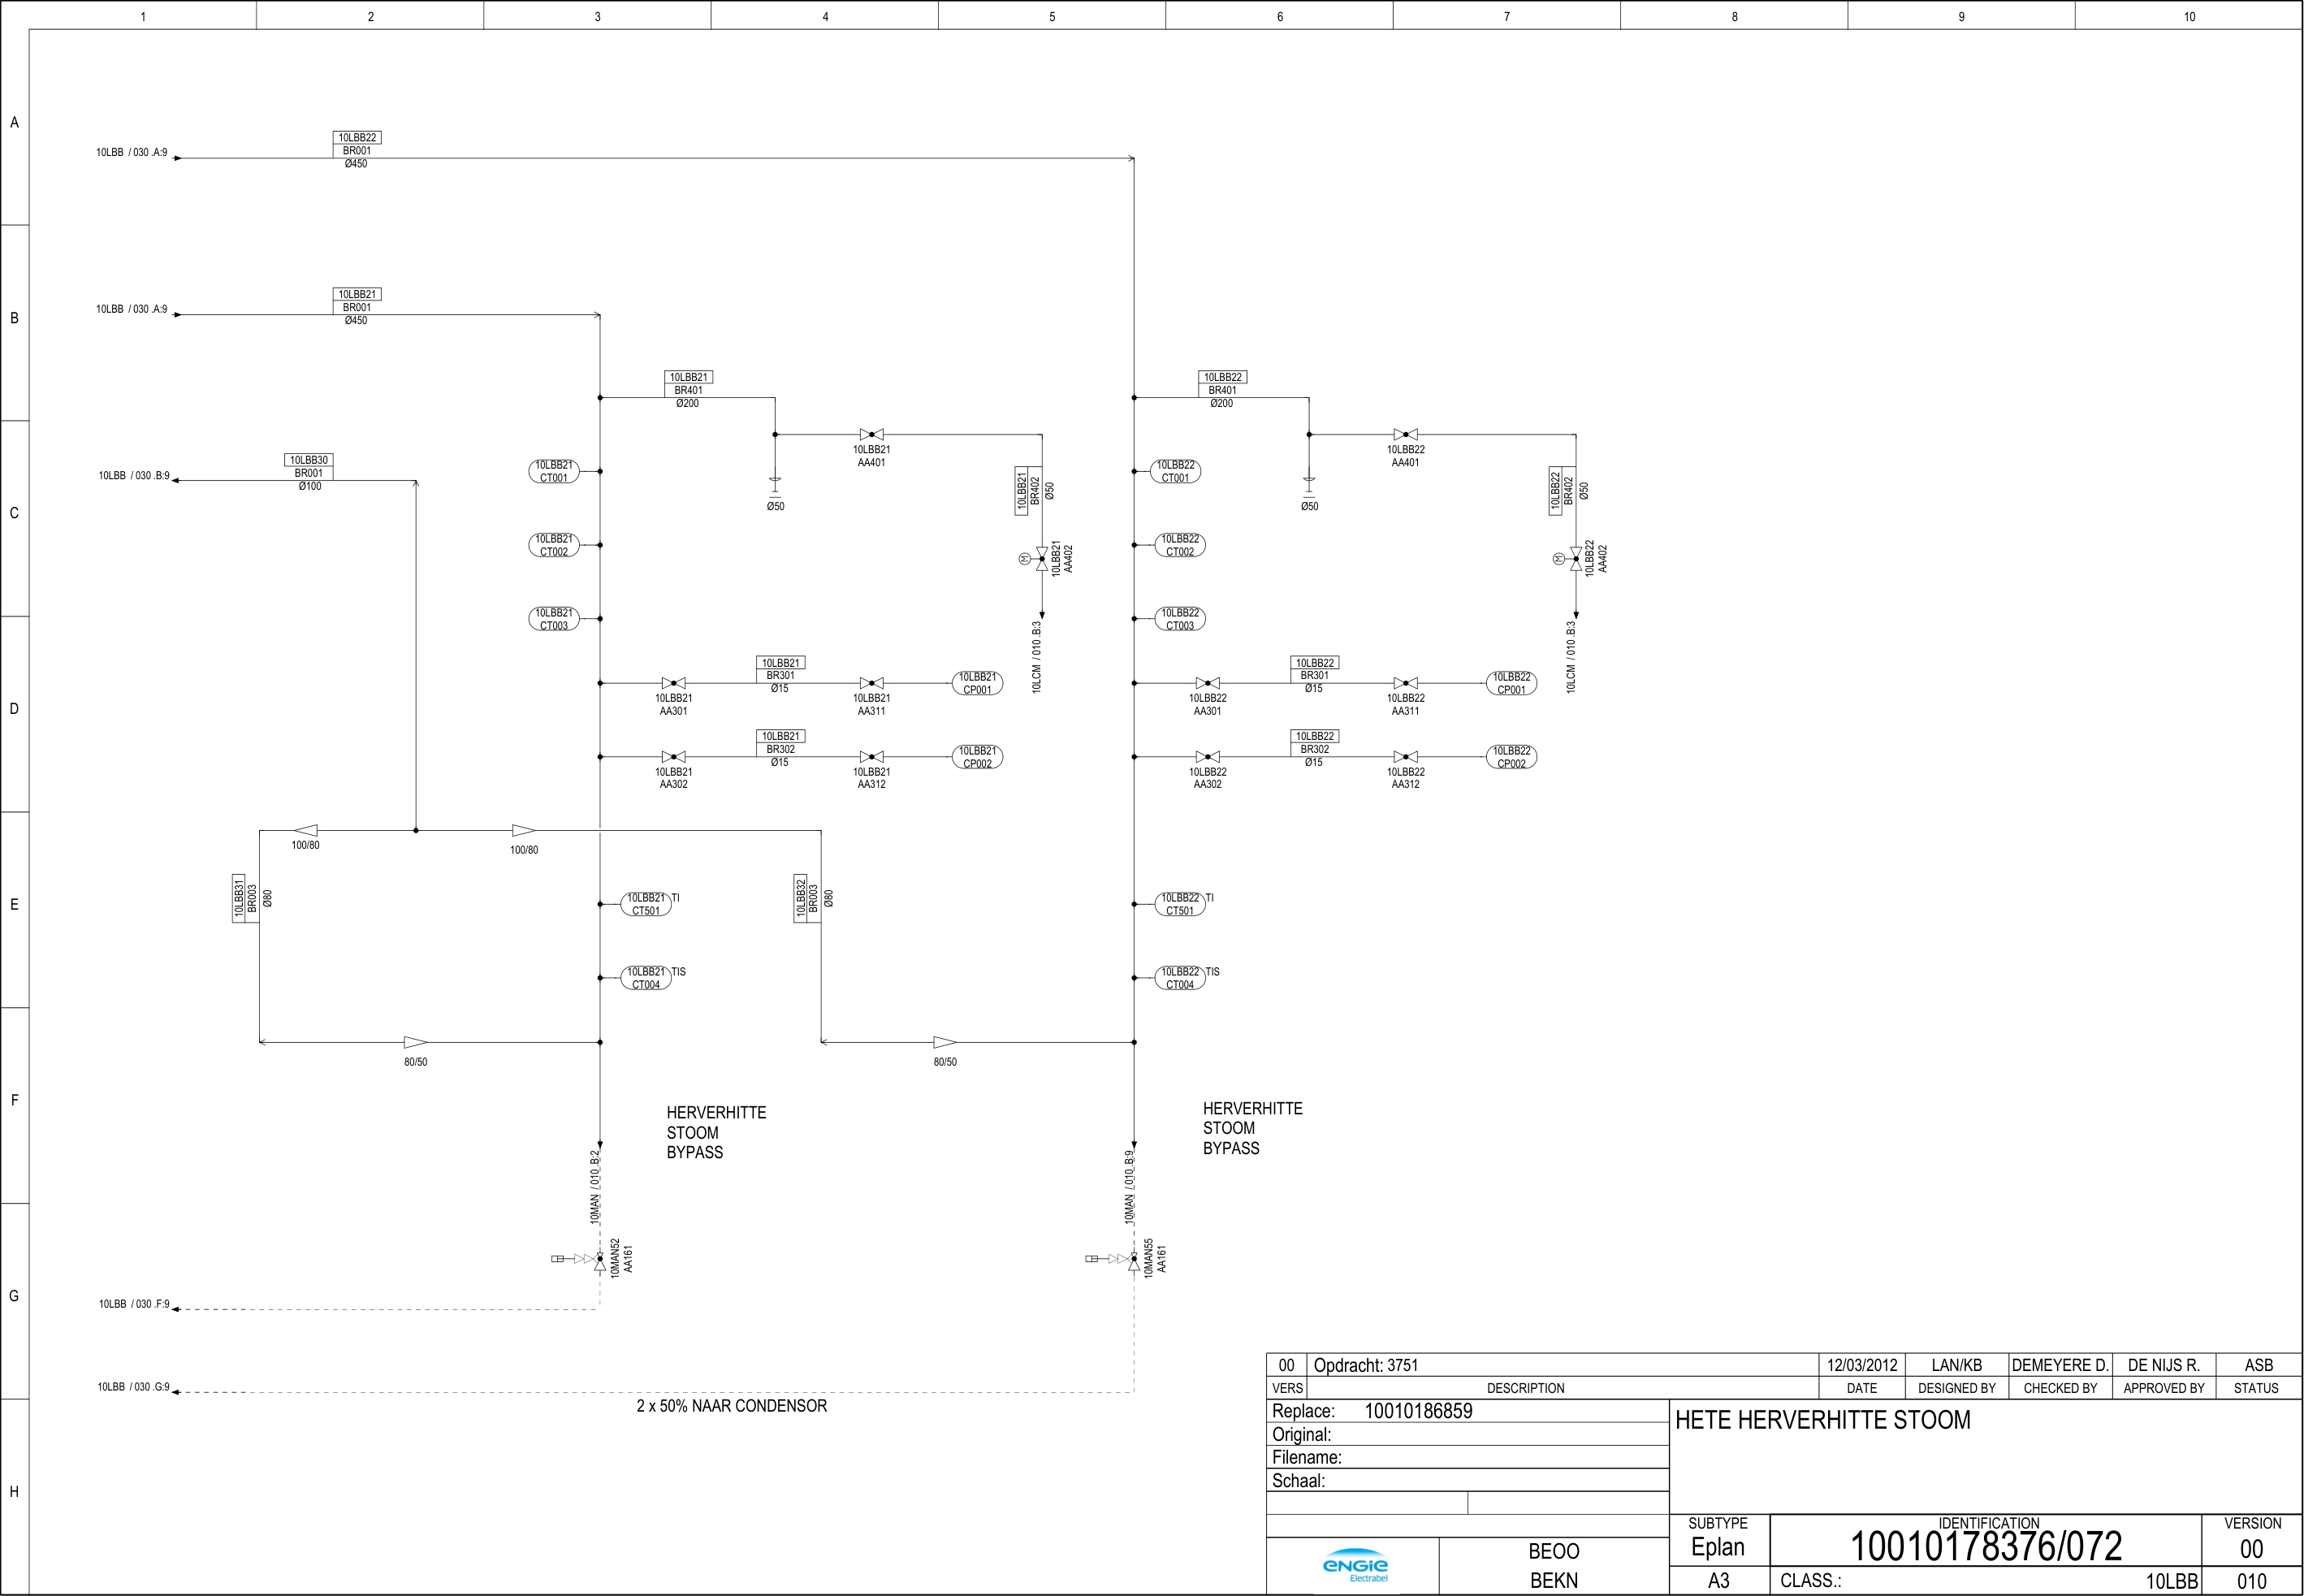 1 2 3 4 5 6 7 8 9 10
A
10LBB22
10LBB / 030 .A:9
BR001
Ø450
10LBB21
10LBB / 030 .A:9
BR001
B
Ø450
10LBB21
BR401
Ø200
10LBB22
BR401
Ø200
10LBB30
10LBB / 030 .B:9
BR001
Ø100
10LBB21
AA401
10LBB22
AA401
10LBB21
CT001
10LBB22
CT001
10LBB21
BR402
Ø50
10LBB22
BR402
Ø50
Ø50
Ø50
C
10LBB21
CT002
10LBB22
CT002
M
10LBB21
AA402
M
10LBB22
AA402
10LBB21
CT003
10LBB22
CT003
10LCM / 010 .B:3
10LCM / 010 .B:3
10LBB21
BR301
Ø15
10LBB21
AA301
10LBB21
AA311
10LBB21
CP001
10LBB22
BR301
Ø15
10LBB22
AA301
10LBB22
AA311
10LBB22
CP001
D
10LBB21
BR302
Ø15
10LBB21
AA302
10LBB21
AA312
10LBB21
CP002
10LBB22
BR302
Ø15
10LBB22
AA302
10LBB22
AA312
10LBB22
CP002
100/80
100/80
E
10LBB31
BR003
Ø80
10LBB32
BR003
Ø80
10LBB21 TI
CT501
10LBB22 TI
CT501
10LBB21 TIS
CT004
10LBB22 TIS
CT004
80/50
80/50
F
HERVERHITTE
STOOM
BYPASS
HERVERHITTE
STOOM
BYPASS
10MAN / 010 .B:2
10MAN / 010 .B:9
10MAN52
AA161
10MAN55
AA161
G
10LBB / 030 .F:9
10LBB / 030 .G:9
2 x 50% NAAR CONDENSOR
H
00 Opdracht: 3751 12/03/2012 LAN/KB DEMEYERE D. DE NIJS R. ASB
VERS DESCRIPTION DATE DESIGNED BY CHECKED BY APPROVED BY STATUS
Replace: 10010186859
Original:
Filename:
Schaal:
HETE HERVERHITTE STOOM
SUBTYPE IDENTIFICATION VERSION
Eplan 10010178376/072 00
ENGIE
Electrabel
BEOO
BEKN
A3 CLASS.: 10LBB 010